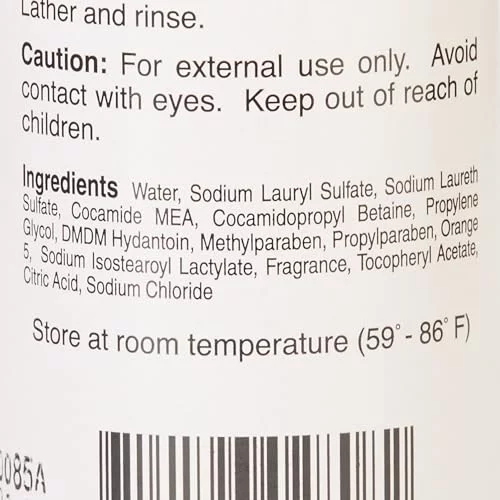 Lather and rinse.
Caution: For external use only. Avoid
contact with eyes. Keep out of reach of
children.
Ingredients Water, Sodium Lauryl Sulfate, Sodium Laureth
Sulfate, Cocamide MEA, Cocamidopropyl Betaine, Propylene
Glycol, DMDM Hydantoin, Methylparaben, Propylparaben, Orange
5, Sodium Isostearoyl Lactylate, Fragrance, Tocopheryl Acetate,
Citric Acid, Sodium Chloride
Store at room temperature (59°- 86° F)
0085A